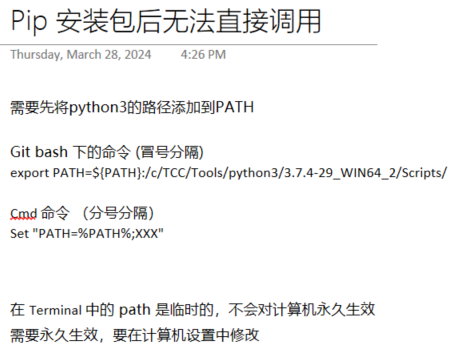 Pip 安装包后无法直接调用
Thursday, March 28, 2024 4:26 PM
需要先将python3的路径添加到PATH
Git bash 下的命令 (冒号分隔)
export PATH=${PATH}:/c/TCC/Tools/python3/3.7.4-29_WIN64_2/Scripts/
Cmd 命令 （分号分隔）
Set "PATH=%PATH%;XXX"
在 Terminal 中的 path 是临时的，不会对计算机永久生效
需要永久生效，要在计算机设置中修改